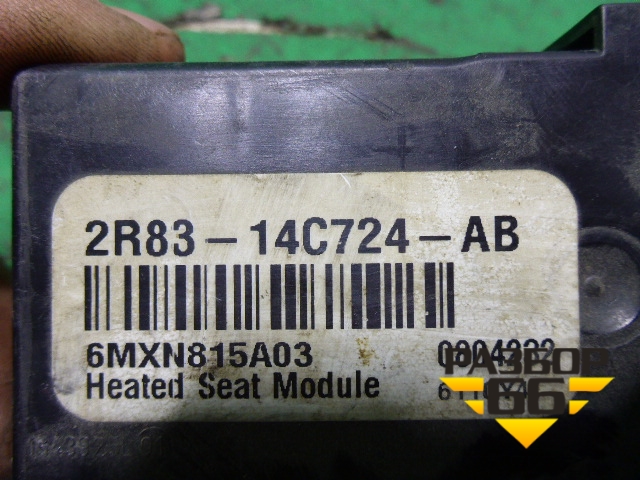 2R83-14C724-AB
6MXN815A03
Heated Seat Module
РАЗБОР
66